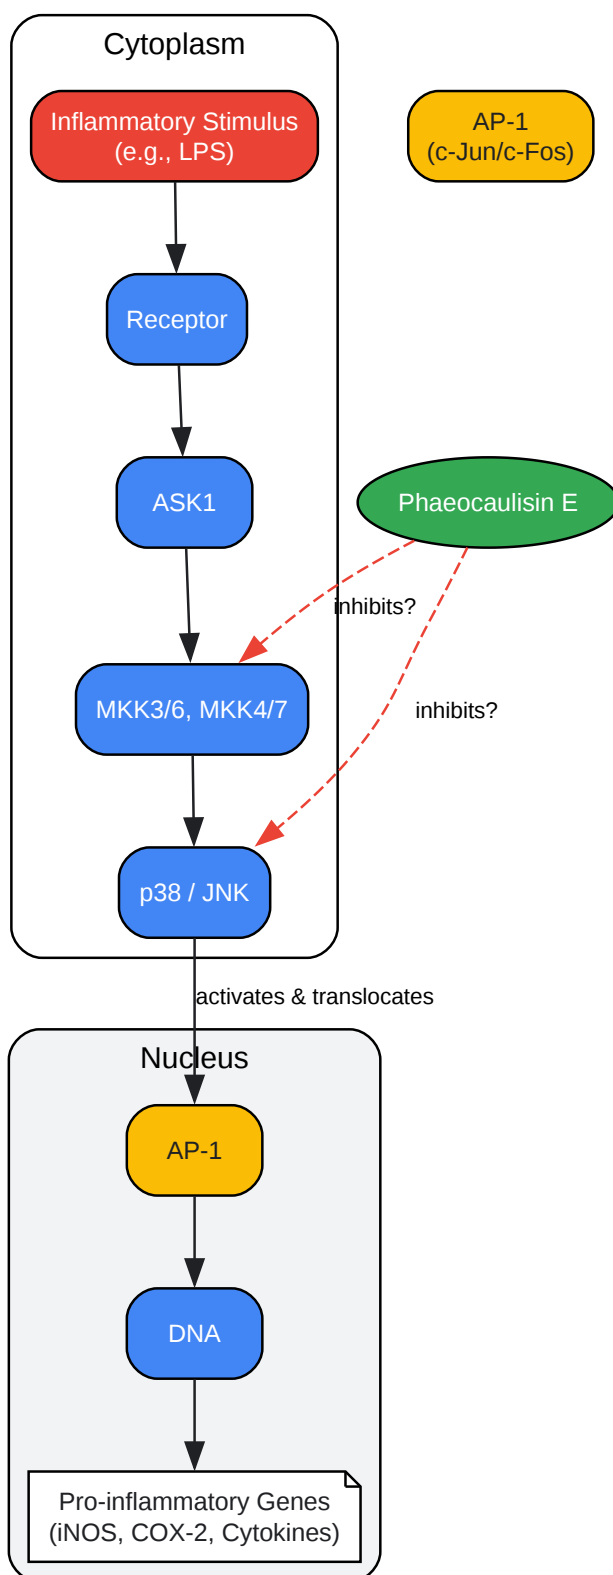 Cytoplasm
Inflammatory Stimulus
(e.g., LPS)
AP-1
(c-Jun/c-Fos)
Receptor
ASK1
Phaeocaulisin E
inhibits?
MKK3/6, MKK4/7
inhibits?
p38 / JNK
activates & translocates
Nucleus
AP-1
DNA
Pro-inflammatory Genes
(iNOS, COX-2, Cytokines)